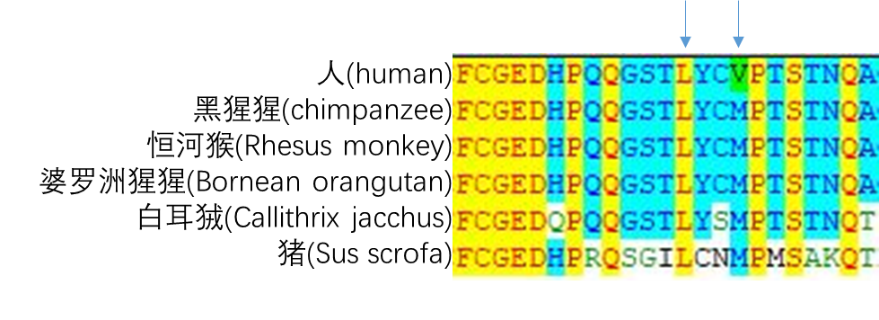 人(human) FCGEDHPQQGSTLYCVPTSTNQA
黑猩猩(chimpanzee) FCGEDHPQQGSTLYCMPTSTNQA
恒河猴(Rhesus monkey) FCGEDHPQQGSTLYCMPTSTNQA
婆罗洲猩猩(Bornean orangutan) FCGEDHPQQGSTLYCMPTSTNQA
白耳狨(Callithrix jacchus) FCGEDQPQQGSTLYSMPTSTNQT
猪(Sus scrofa) FCGEDHPRQSGILCNMPMSAKQT